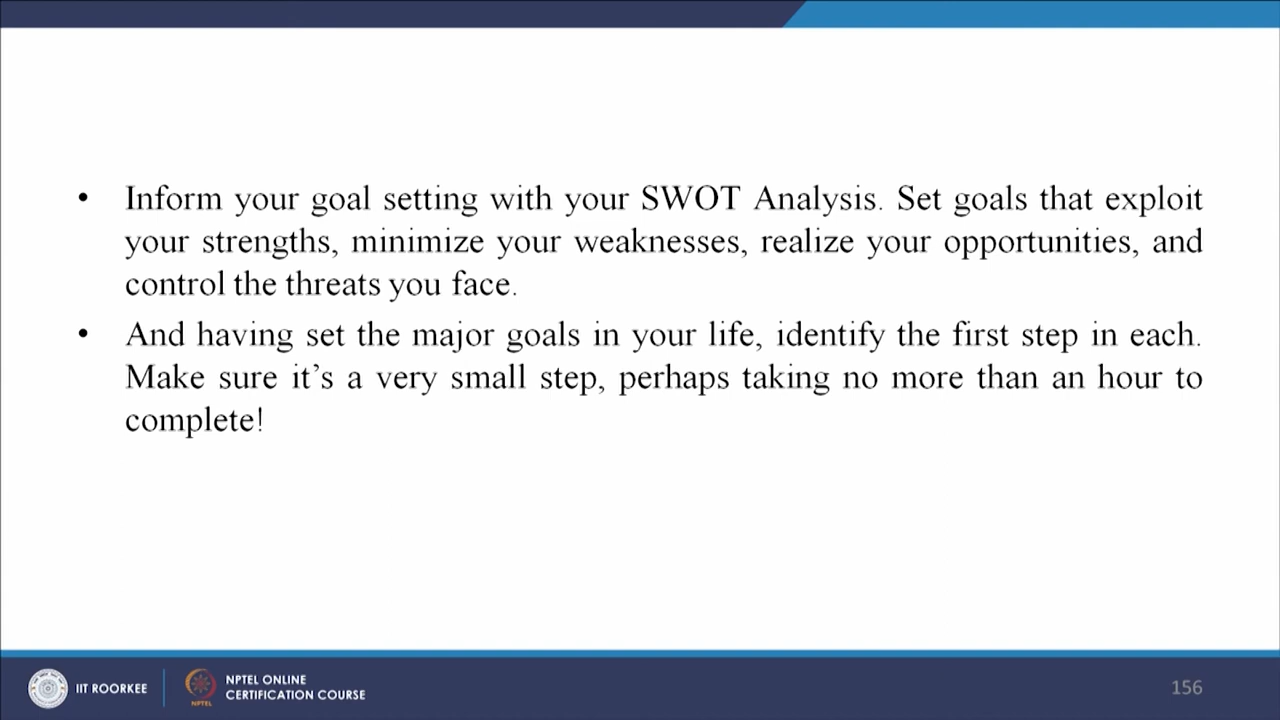 • Inform your goal setting with your SWOT Analysis. Set goals that exploit
your strengths, minimize your weaknesses, realize your opportunities, and
control the threats you face.
• And having set the major goals in your life, identify the first step in each.
Make sure it's a very small step, perhaps taking no more than an hour to
complete!
IIT ROORKEE
NPTEL
NPTEL ONLINE
CERTIFICATION COURSE
156